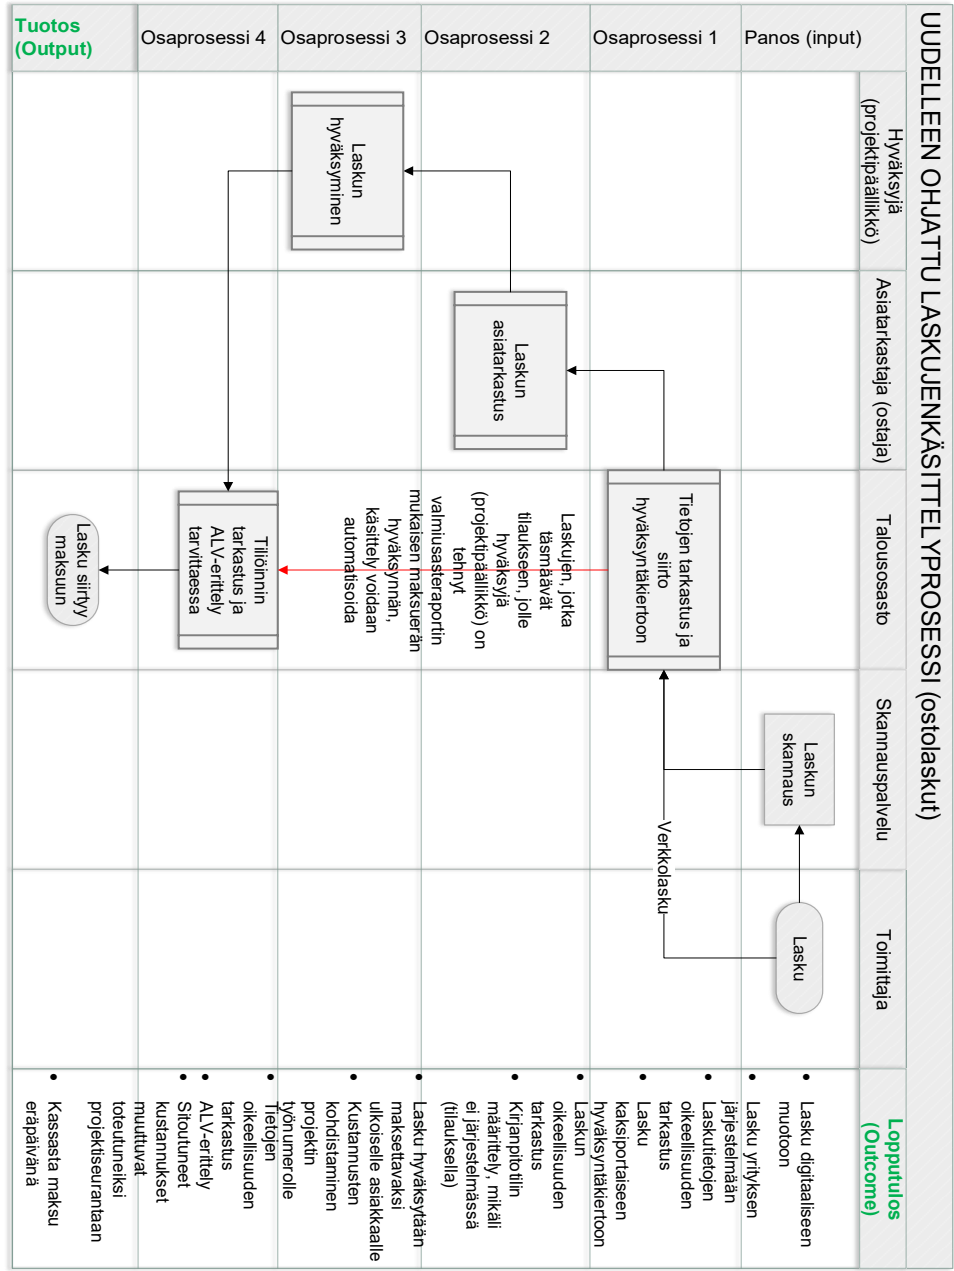 UUDELLEEN OHJATTU LASKUJENKÄSITTELYPROSESSI (ostolaskut)
Tuotos
(Output)
Osaprosessi 4
Osaprosessi 3
Osaprosessi 2
Osaprosessi 1
Panos (input)
Hyväksyjä
(projektipäällikkö)
Asiatarkastaja (ostaja)
Talousosasto
Skannauspalvelu
Toimittaja
Lopputulos
(Outcome)
Laskun
hyväksyminen
Laskun
asiatarkastus
Tietojen tarkastus ja
siirto
hyväksyntäkiertoon
Laskujen, jotka
täsmäävät
tilaukseen, jolle
hyväksyjä
(projektipäällikkö) on
tehnyt
valmiusasteraportin
mukaisen maksuerän
hyväksynnän,
käsittely voidaan
automatisoida
Tiliöinnin
tarkastus ja
ALV-erittely
tarvittaessa
Lasku siirtyy
maksuun
Laskun
skannaus
Verkkolasku
Lasku
• Lasku digitaaliseen
muotoon
• Lasku yrityksen
järjestelmään
• Laskutietojen
oikeellisuuden
tarkastus
• Lasku
kaksiportaiseen
hyväksyntäkiertoon
• Laskun
oikeellisuuden
tarkastus
• Kirjanpitotilin
määrittely, mikäli
ei järjestelmässä
(tilauksella)
• Lasku hyväksytään
maksettavaksi
ulkoiselle asiakkaalle
• Kustannusten
kohdistaminen
projektin
työnumerolle
• Tietojen
oikeellisuuden
tarkastus
• ALV-erittely
• Sitoutuneet
kustannukset
muuttuvat
toteutuneiksi
projektiseurantaan
• Kassasta maksu
eräpäivänä